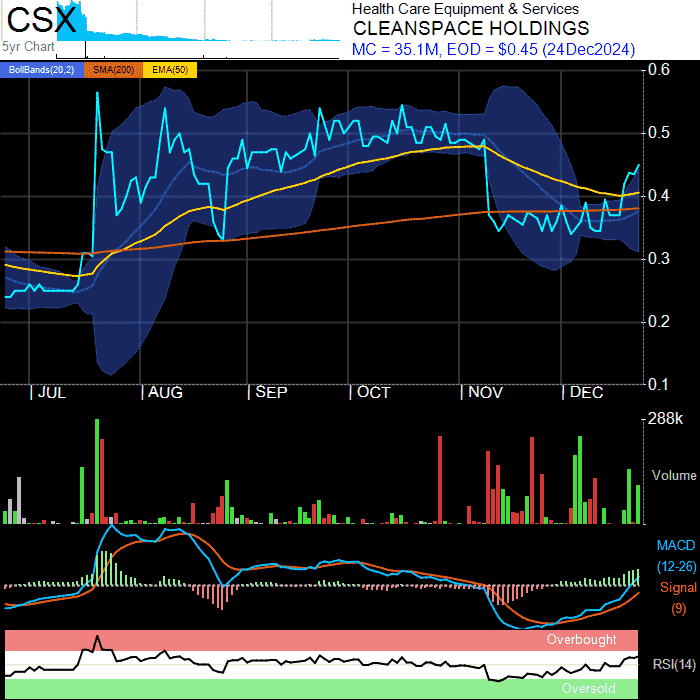 CSX
5yr Chart
Health Care Equipment & Services
CLEANSPACE HOLDINGS
MC = 35.1M, EOD = $0.45 (24Dec2024)
BollBands(20,2) SMA(200) EMA(50)
0.6
0.5
0.4
0.3
0.2
0.1
JUL AUG SEP OCT NOV DEC
288k
Volume
MACD
(12-26)
Signal
(9)
Overbought
RSI(14)
Oversold